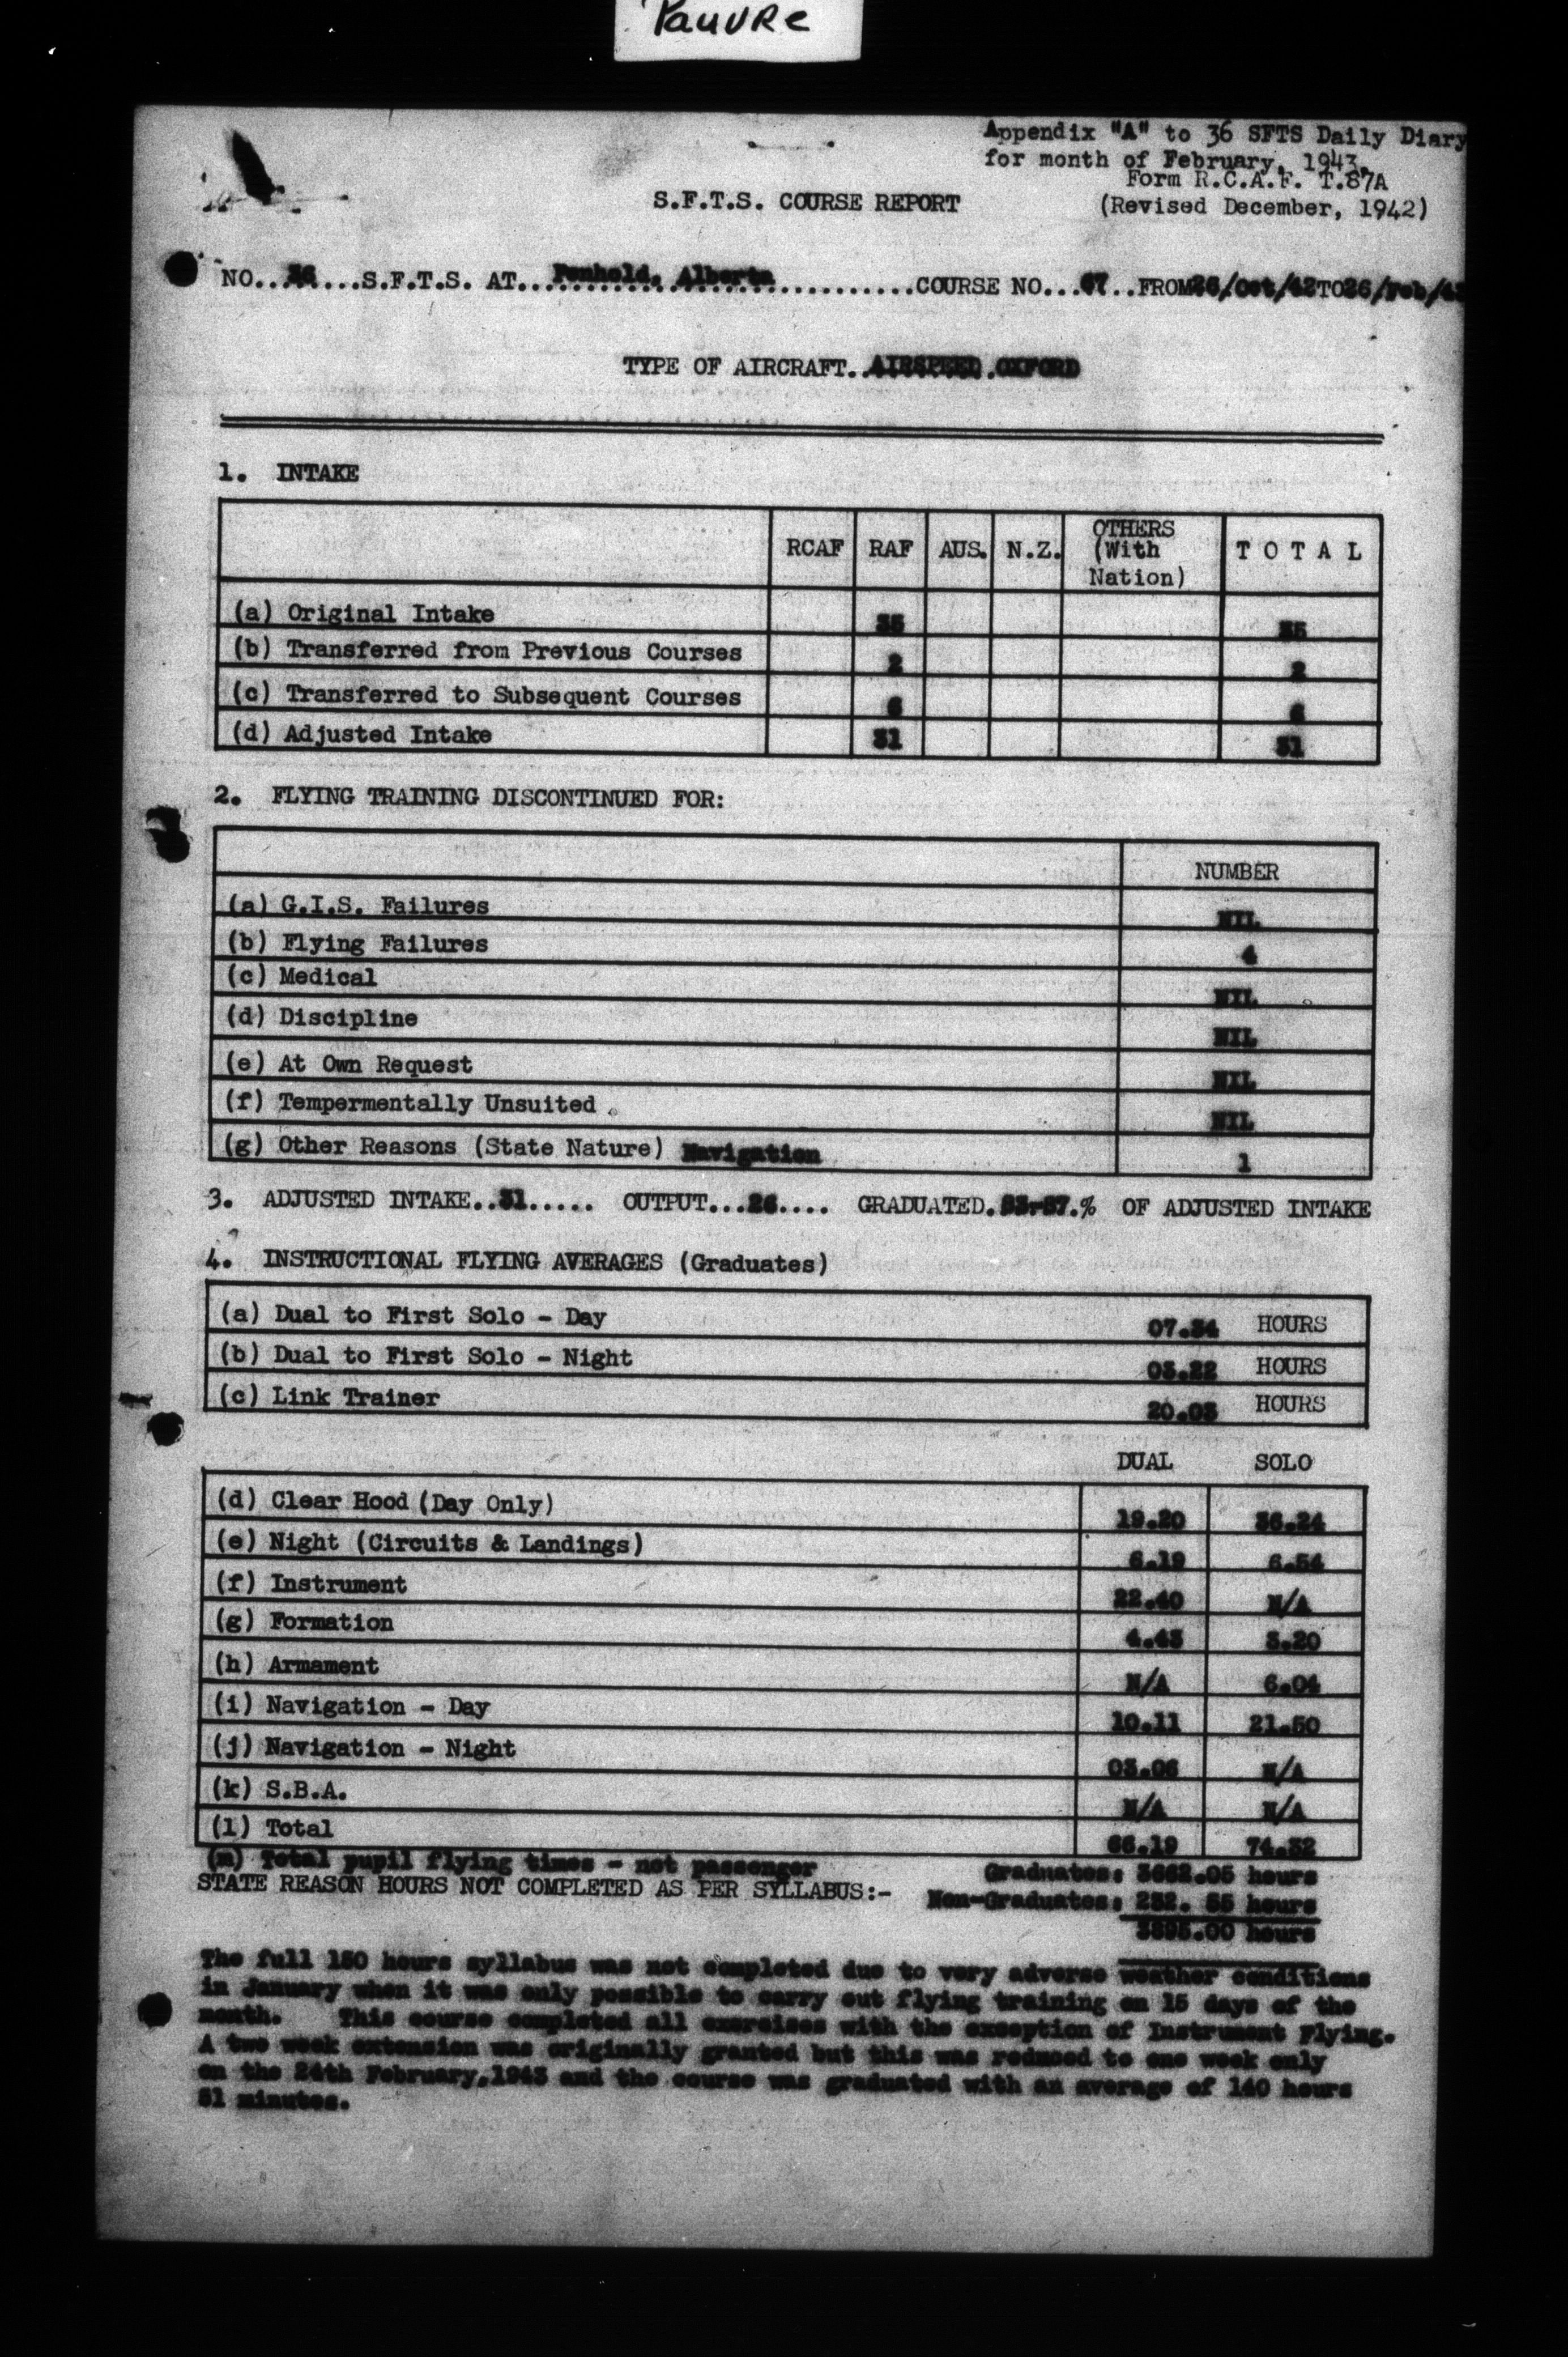 Pauvre
Appendix "A" to 36 SFTS Daily Diary
for month of February, 1943.
Form R.C.A.F. T.87A
S.F.T.S. COURSE REPORT (Revised December, 1942)
NO...36....S.F.T.S. AT...Penhold, Alberta..............COURSE NO...67..FROM 26/Oct/42 TO 26/Feb/43
TYPE OF AIRCRAFT..AIRSPEED.OXFORD
1. INTAKE
RCAF RAF AUS. N.Z. OTHERS (With Nation) TOTAL
(a) Original Intake 35 35
(b) Transferred from Previous Courses 2 2
(c) Transferred to Subsequent Courses 6 6
(d) Adjusted Intake 31 31
2. FLYING TRAINING DISCONTINUED FOR:
NUMBER
(a) G.I.S. Failures NIL
(b) Flying Failures 4
(c) Medical NIL
(d) Discipline NIL
(e) At Own Request NIL
(f) Tempermentally Unsuited NIL
(g) Other Reasons (State Nature) Navigation 1
3. ADJUSTED INTAKE..31..... OUTPUT...26.... GRADUATED.83-87.% OF ADJUSTED INTAKE
4. INSTRUCTIONAL FLYING AVERAGES (Graduates)
(a) Dual to First Solo - Day 07.34 HOURS
(b) Dual to First Solo - Night 03.22 HOURS
(c) Link Trainer 20.03 HOURS
DUAL SOLO
(d) Clear Hood (Day Only) 19.20 36.24
(e) Night (Circuits & Landings) 6.19 6.54
(f) Instrument 22.40 N/A
(g) Formation 4.43 3.20
(h) Armament N/A 6.04
(i) Navigation - Day 10.11 21.50
(j) Navigation - Night 03.06 N/A
(k) S.B.A. N/A N/A
(l) Total 66.19 74.32
(m) Total pupil flying times - not passenger Graduates: 3662.05 hours
STATE REASON HOURS NOT COMPLETED AS PER SYLLABUS:- Non-Graduates: 232. 55 hours
3895.00 hours
The full 150 hours syllabus was not completed due to very adverse weather conditions
in January when it was only possible to carry out flying training on 15 days of the
month. This course completed all exercises with the exception of Instrument Flying.
A two week extension was originally granted but this was reduced to one week only
on the 24th February,1943 and the course was graduated with an average of 140 hours
51 minutes.